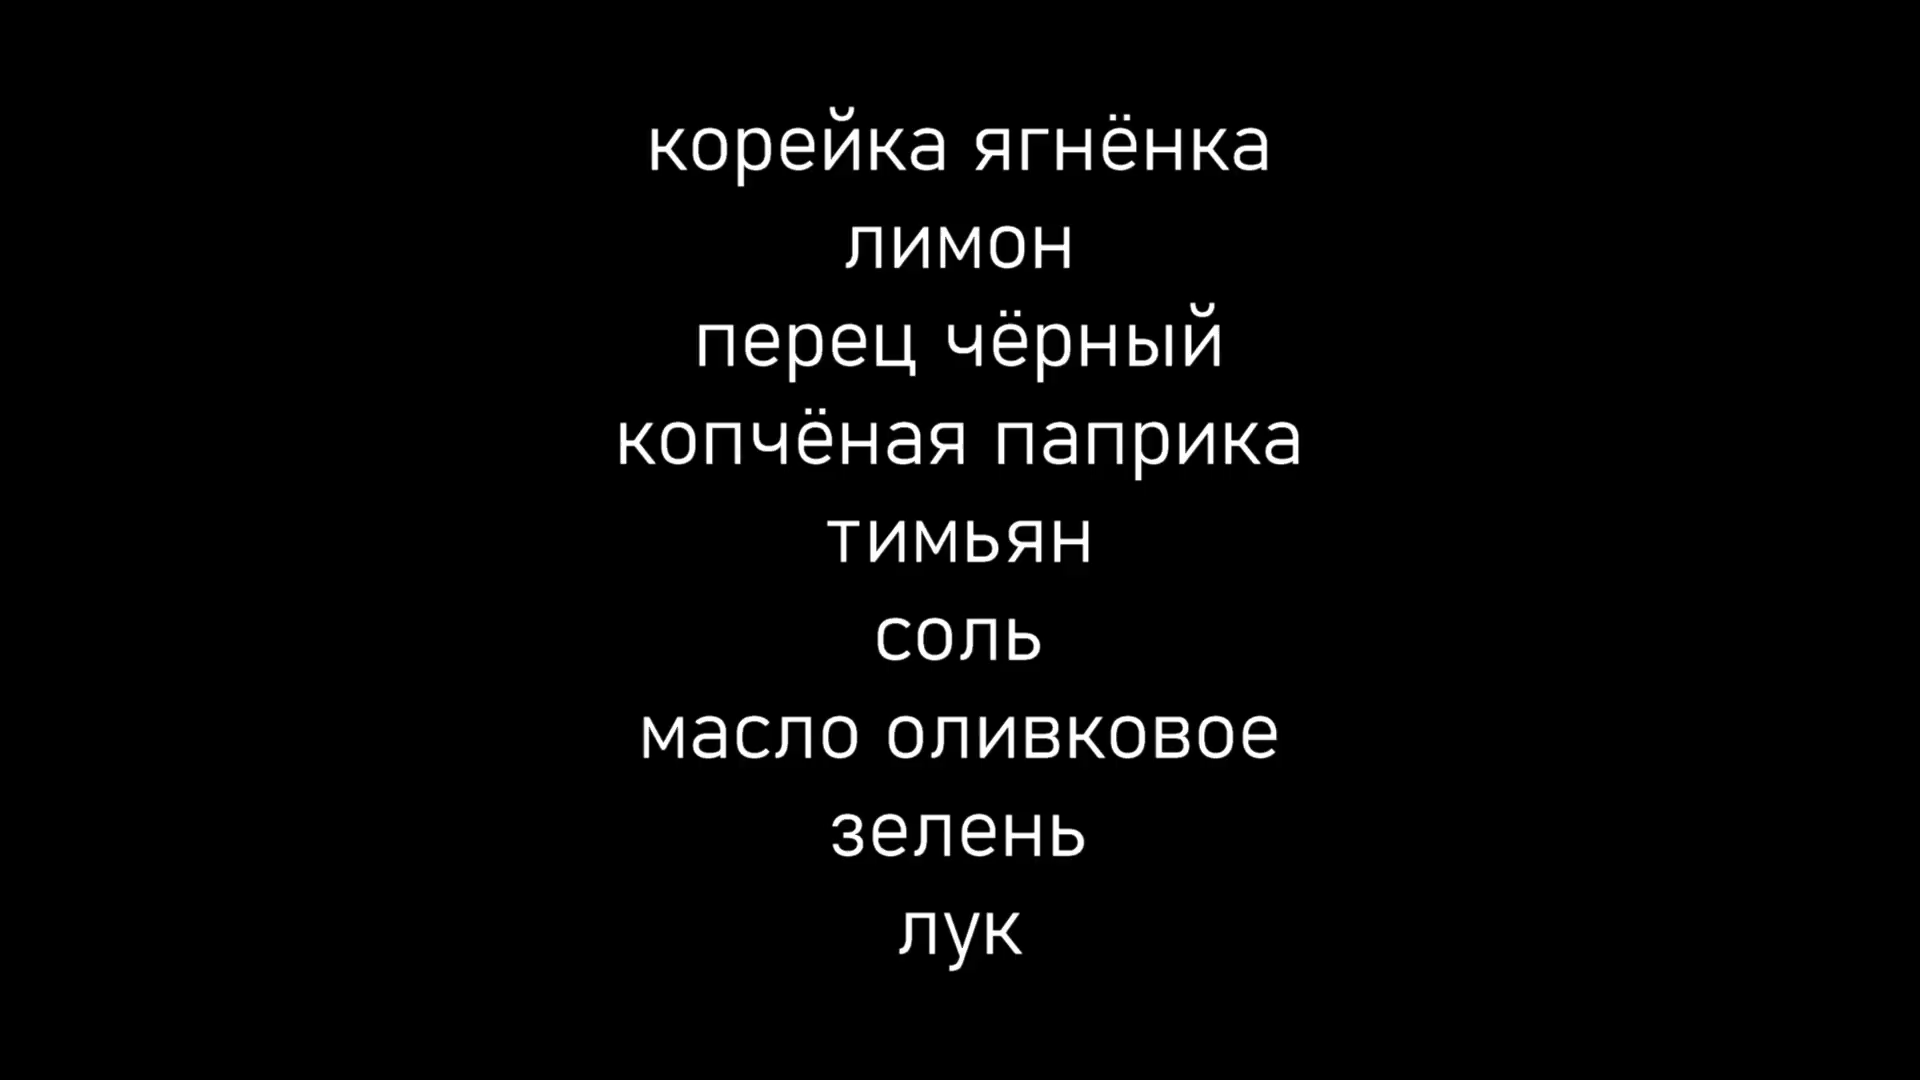 корейка ягнёнка
лимон
перец чёрный
копчёная паприка
тимьян
соль
масло оливковое
зелень
лук